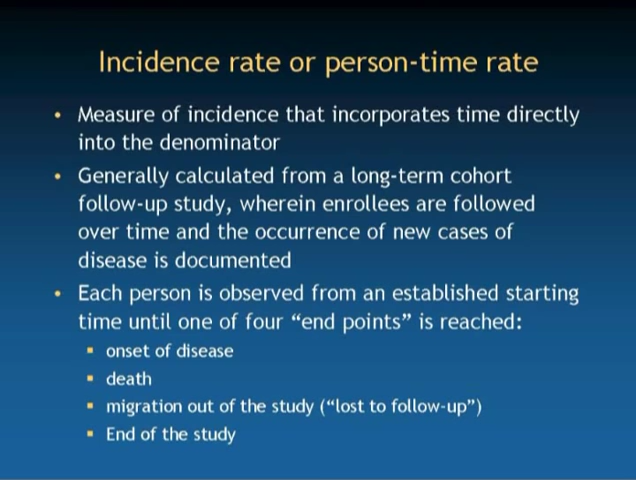 Incidence rate or person-time rate
• Measure of incidence that incorporates time directly
into the denominator
• Generally calculated from a long-term cohort
follow-up study, wherein enrollees are followed
over time and the occurrence of new cases of
disease is documented
• Each person is observed from an established starting
time until one of four “end points” is reached:
▪ onset of disease
▪ death
▪ migration out of the study (“lost to follow-up”)
▪ End of the study